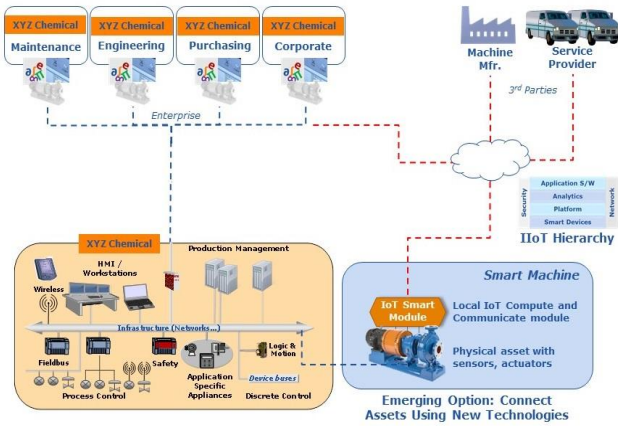 XYZ Chemical
Maintenance
XYZ Chemical
Engineering
XYZ Chemical
Purchasing
XYZ Chemical
Corporate
Enterprise
Machine
Mfr.
Service
Provider
3rd Parties
Security
Application S/W
Analytics
Platform
Smart Devices
Network
IIoT Hierarchy
XYZ Chemical
Production Management
HMI /
Workstations
Wireless
Infrastructure (Networks...)
Fieldbus
Safety
Process Control
Application
Specific
Appliances
Logic &
Motion
Device buses
Discrete Control
Smart Machine
IoT Smart
Module
Local IoT Compute and
Communicate module
Physical asset with
sensors, actuators
Emerging Option: Connect
Assets Using New Technologies